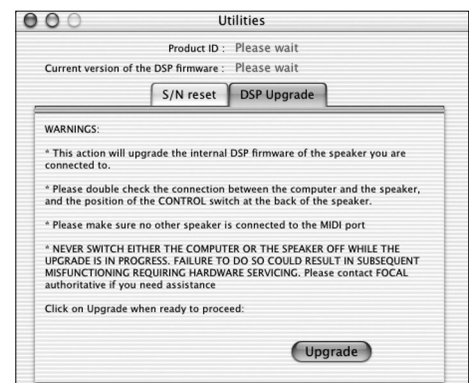 Utilities
Product ID : Please wait
Current version of the DSP firmware : Please wait
S/N reset DSP Upgrade
WARNINGS:
* This action will upgrade the internal DSP firmware of the speaker you are
connected to.
* Please double check the connection between the computer and the speaker,
and the position of the CONTROL switch at the back of the speaker.
* Please make sure no other speaker is connected to the MIDI port
* NEVER SWITCH EITHER THE COMPUTER OR THE SPEAKER OFF WHILE THE
UPGRADE IS IN PROGRESS. FAILURE TO DO SO COULD RESULT IN SUBSEQUENT
MISFUNCTIONING REQUIRING HARDWARE SERVICING. Please contact FOCAL
authoritative if you need assistance
Click on Upgrade when ready to proceed:
Upgrade